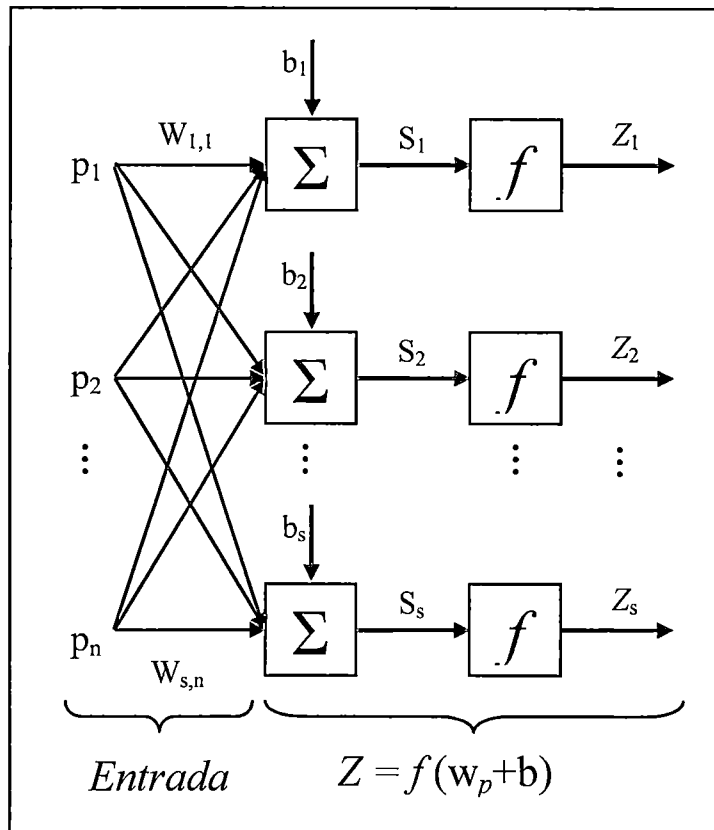 b₁
W₁,₁ S₁ Z₁
p₁ Σ f
b₂
S₂ Z₂
p₂ Σ f
⋮ ⋮ ⋮ ⋮
bₛ
Sₛ Zₛ
pₙ Σ f
Wₛ,ₙ
Entrada Z = f(wₚ+b)